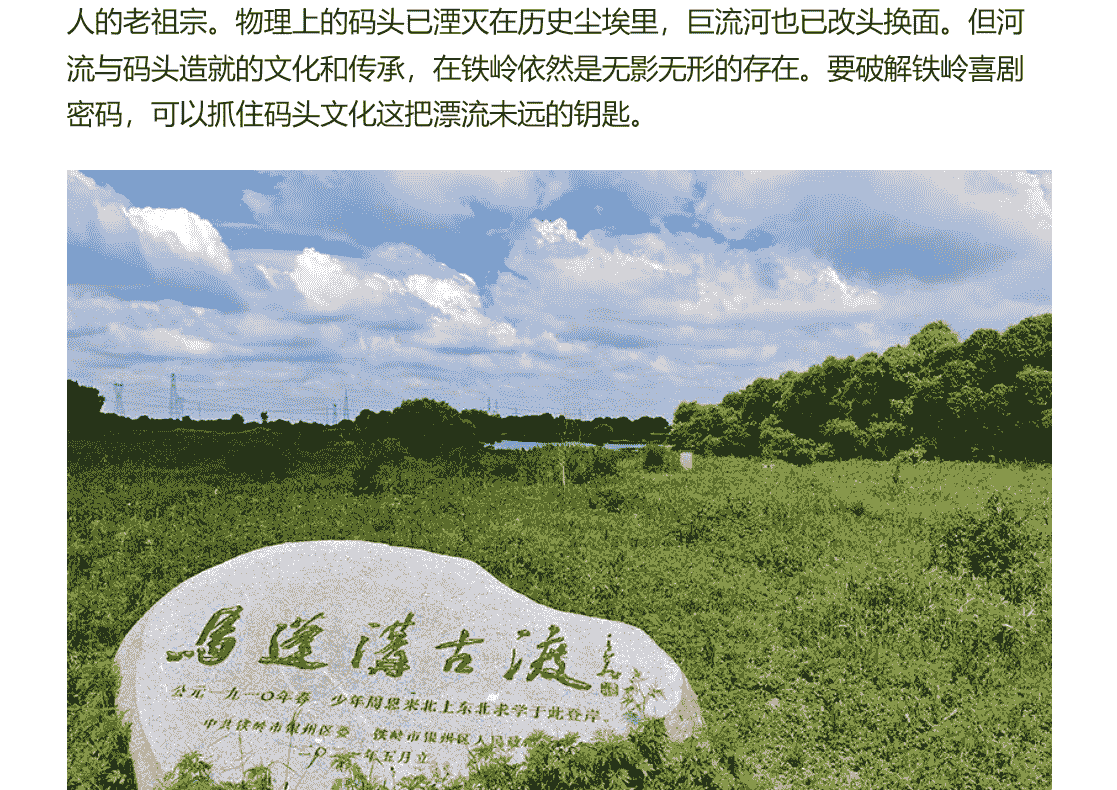 人的老祖宗。物理上的码头已湮灭在历史尘埃里，巨流河也已改头换面。但河
流与码头造就的文化和传承，在铁岭依然是无影无形的存在。要破解铁岭喜剧
密码，可以抓住码头文化这把漂流未远的钥匙。
馬逢溝古渡
公元一九一〇年春　少年周恩来北上东北求学于此登岸
中共铁岭市银州区委　铁岭市银州区人民政
年五月立